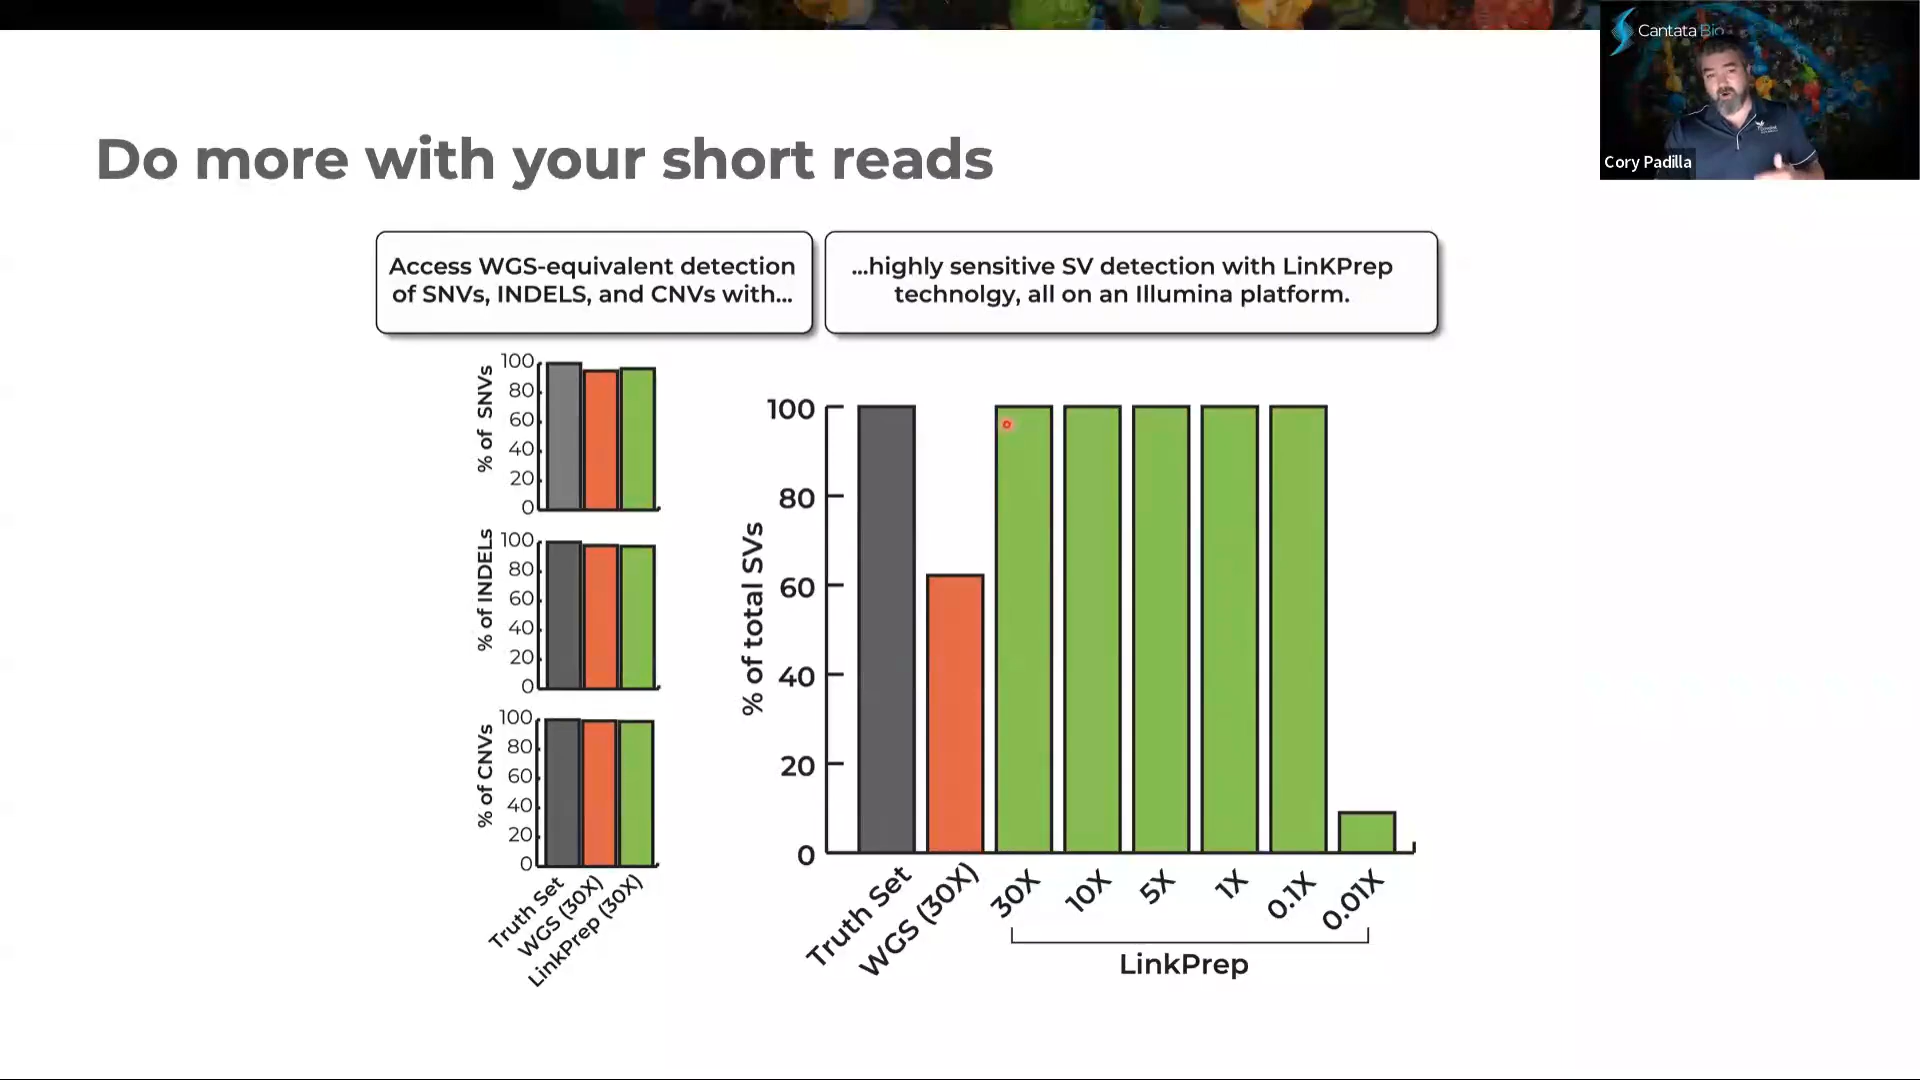 Cantata Bio
Cory Padilla
Do more with your short reads
Access WGS-equivalent detection
of SNVs, INDELS, and CNVs with...
...highly sensitive SV detection with LinKPrep
technolgy, all on an Illumina platform.
% of SNVs
100
80
60
40
20
0
% of INDELs
100
80
60
40
20
0
% of CNVs
100
80
60
40
20
0
Truth Set
WGS (30X)
LinkPrep (30X)
% of total SVs
100
80
60
40
20
0
Truth Set
WGS (30X)
30X
10X
5X
1X
0.1X
0.01X
LinkPrep